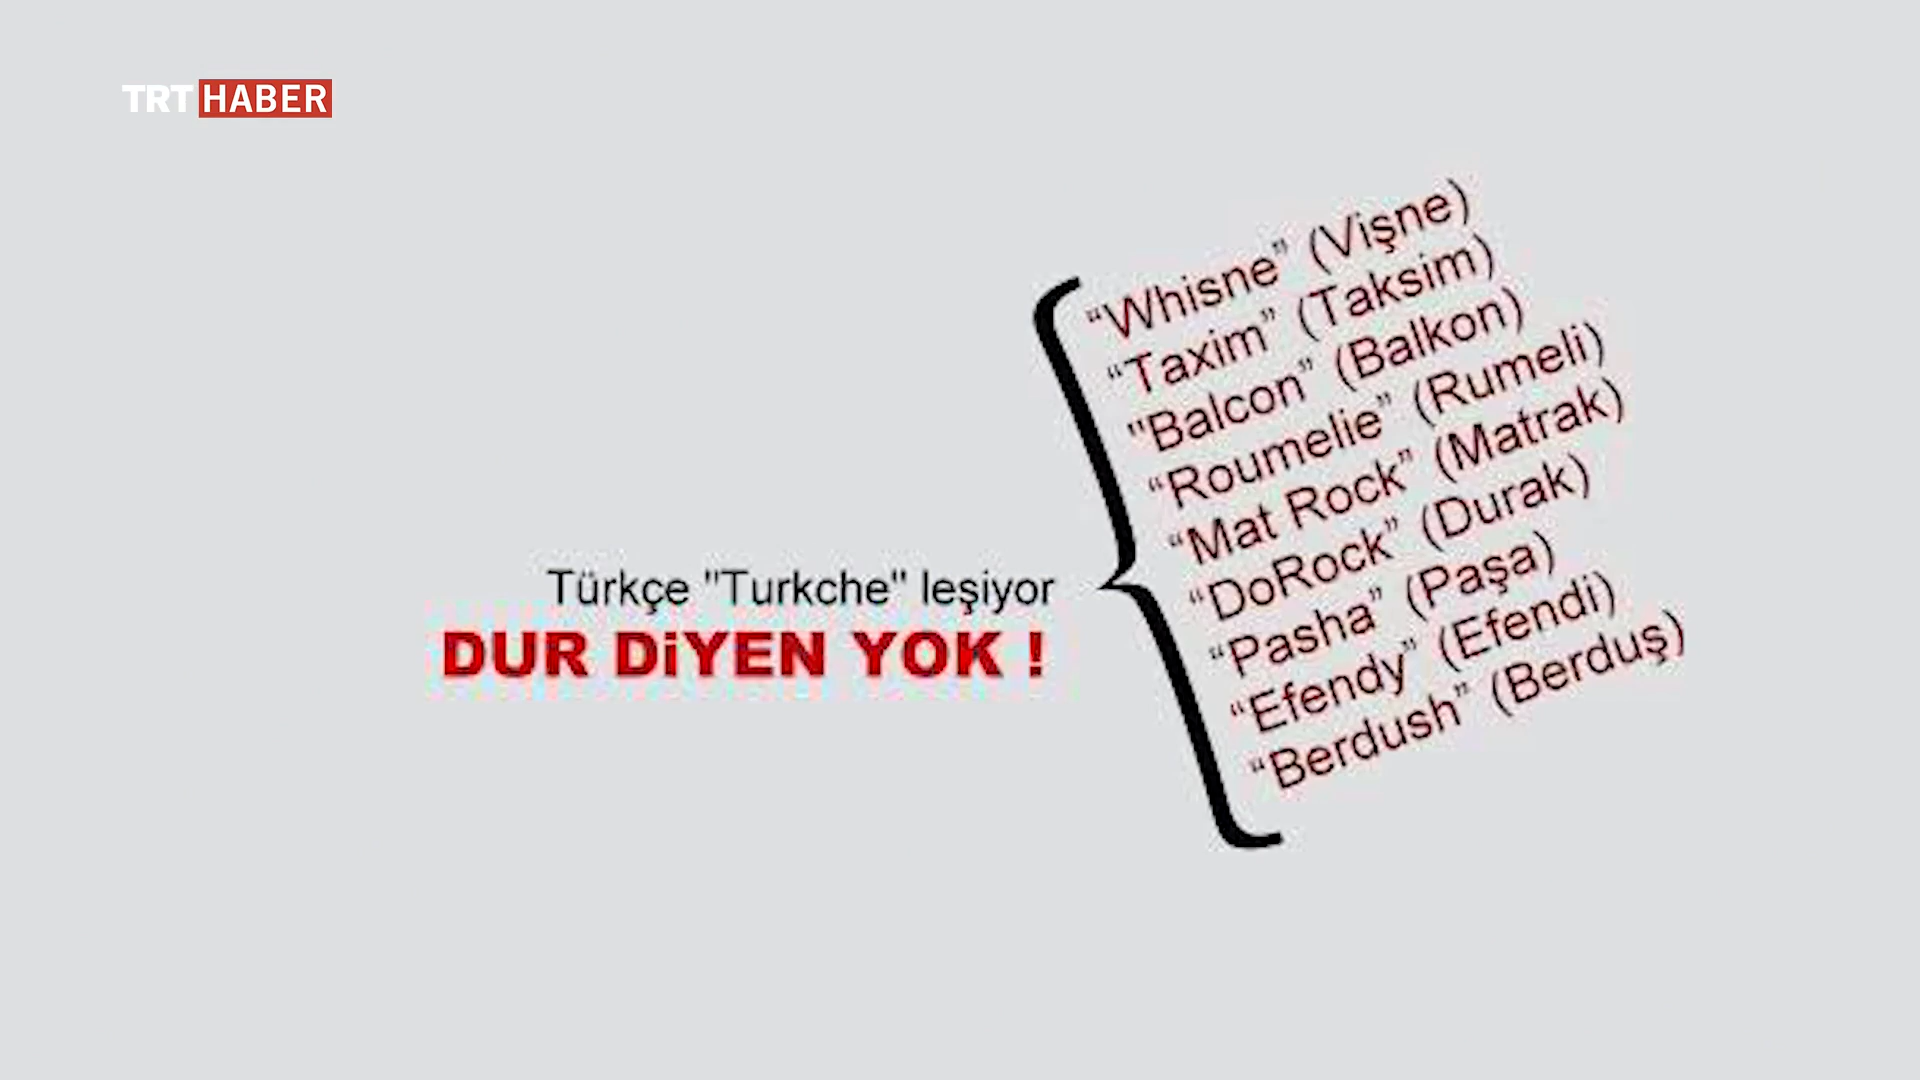 TRT HABER
Türkçe "Turkche" leşiyor
DUR DiYEN YOK !
“Whisne” (Vişne)
“Taxim” (Taksim)
"Balcon” (Balkon)
“Roumelie” (Rumeli)
“Mat Rock” (Matrak)
“DoRock” (Durak)
“Pasha” (Paşa)
“Efendy” (Efendi)
“Berdush” (Berduş)